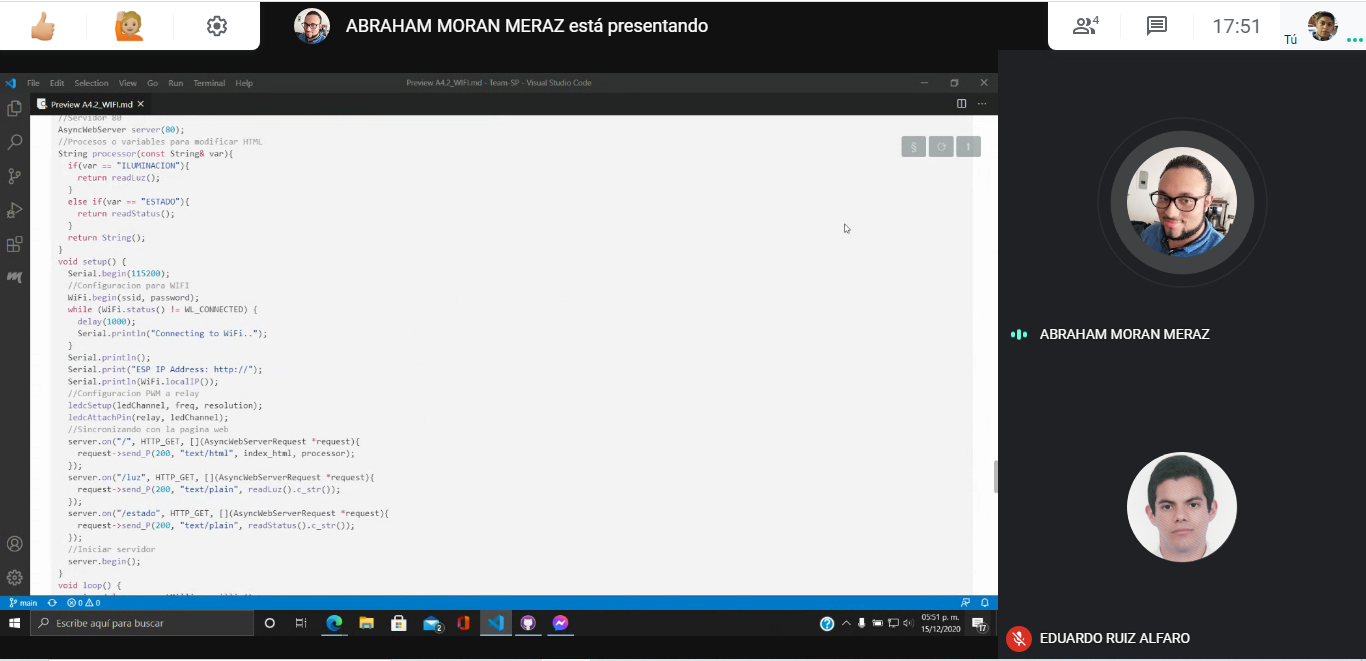 ABRAHAM MORAN MERAZ está presentando
4
17:51
Tú
File Edit Selection View Go Run Terminal Help
Preview A4.2_WIFI.md - Team-SP - Visual Studio Code
Preview A4.2_WIFI.md
//Servidor 80
AsyncWebServer server(80);
//Procesos o variables para modificar HTML
String processor(const String& var){
if(var == "ILUMINACION"){
return readLuz();
}
else if(var == "ESTADO"){
return readStatus();
}
return String();
}
void setup() {
Serial.begin(115200);
//Configuracion para WIFI
WiFi.begin(ssid, password);
while (WiFi.status() != WL_CONNECTED) {
delay(1000);
Serial.println("Connecting to WiFi..");
}
Serial.println();
Serial.print("ESP IP Address: http://");
Serial.println(WiFi.localIP());
//Configuracion PWM a relay
ledcSetup(ledChannel, freq, resolution);
ledcAttachPin(relay, ledChannel);
//Sincronizando con la pagina web
server.on("/", HTTP_GET, [](AsyncWebServerRequest *request){
request->send_P(200, "text/html", index_html, processor);
});
server.on("/luz", HTTP_GET, [](AsyncWebServerRequest *request){
request->send_P(200, "text/plain", readLuz().c_str());
});
server.on("/estado", HTTP_GET, [](AsyncWebServerRequest *request){
request->send_P(200, "text/plain", readStatus().c_str());
});
//Iniciar servidor
server.begin();
}
void loop() {
main 0 0
Escribe aquí para buscar
2
05:51 p. m.
15/12/2020
17
ABRAHAM MORAN MERAZ
EDUARDO RUIZ ALFARO